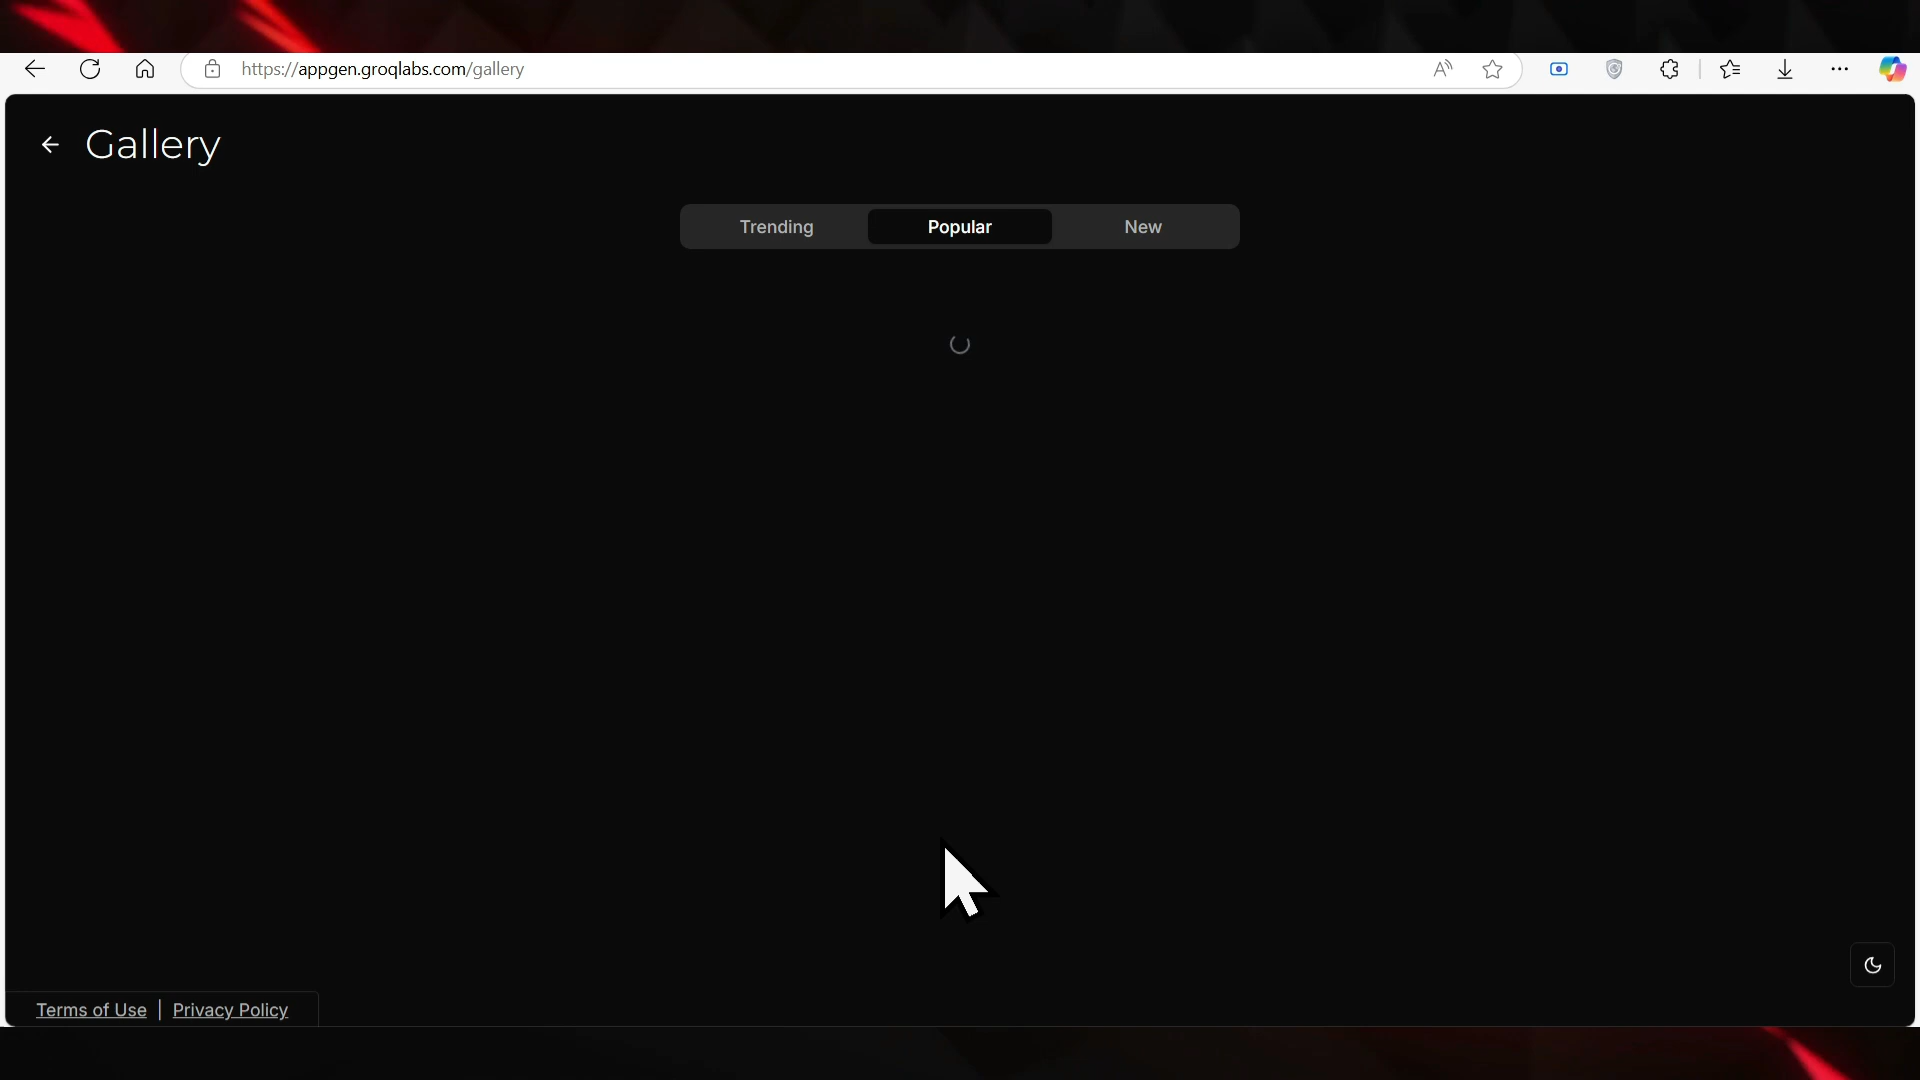 https://appgen.groqlabs.com/gallery
Gallery
Trending
Popular
New
Terms of Use | Privacy Policy